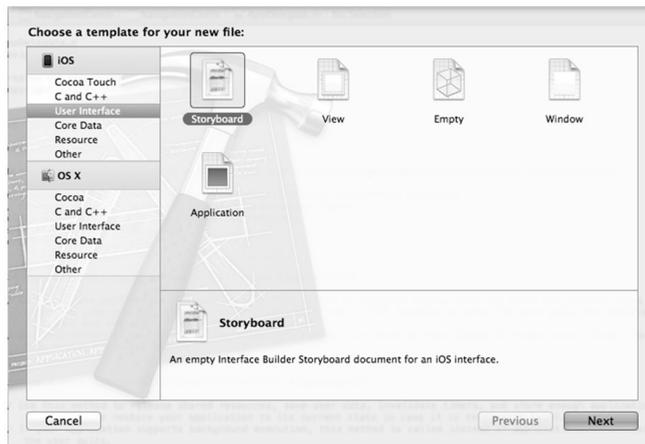 Choose a template for your new file:
iOS
Cocoa Touch
C and C++
User Interface
Core Data
Resource
Other
OS X
Cocoa
C and C++
User Interface
Core Data
Resource
Other
Storyboard
View
Empty
Window
Application
Storyboard
An empty Interface Builder Storyboard document for an iOS interface.
Cancel
Previous
Next